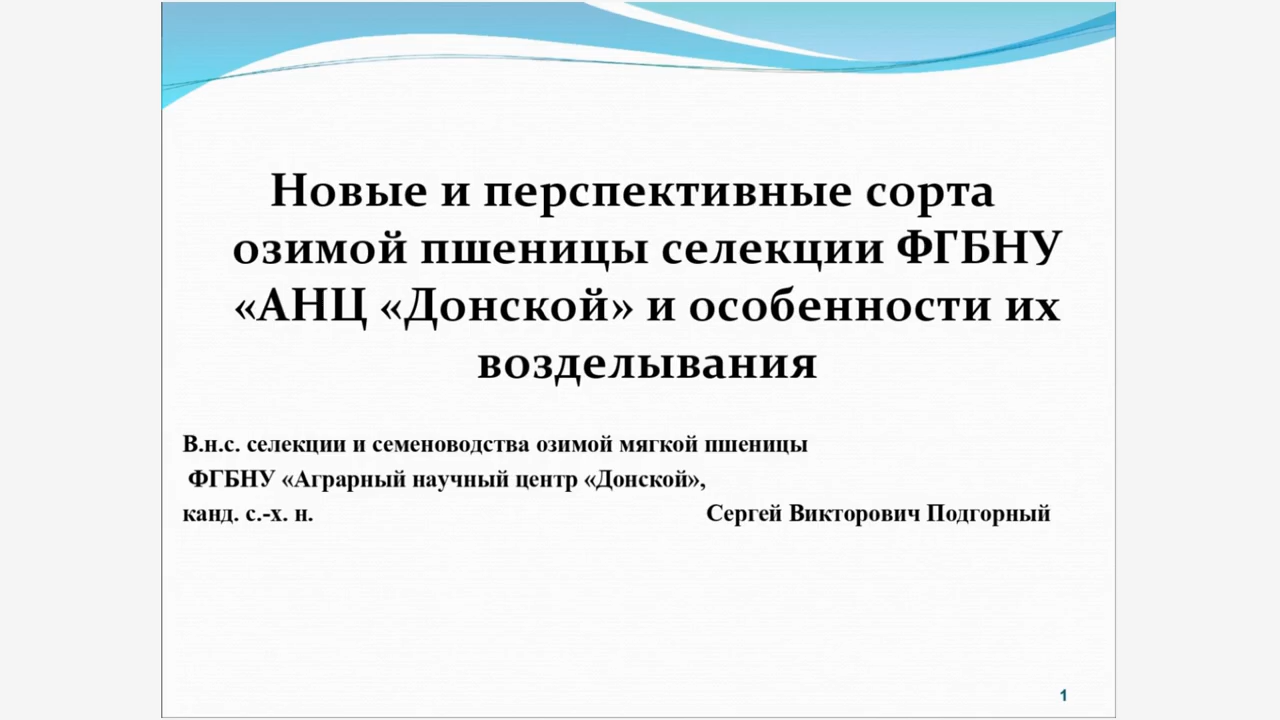 Новые и перспективные сорта
озимой пшеницы селекции ФГБНУ
«АНЦ «Донской» и особенности их
возделывания
В.н.с. селекции и семеноводства озимой мягкой пшеницы
ФГБНУ «Аграрный научный центр «Донской»,
канд. с.-х. н. Сергей Викторович Подгорный
1